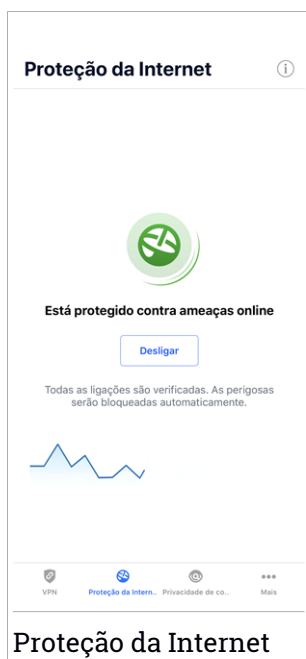 Proteção da Internet
Está protegido contra ameaças online
Desligar
Todas as ligações são verificadas. As perigosas
serão bloqueadas automaticamente.
VPN
Proteção da Intern..
Privacidade de co..
Mais
Proteção da Internet